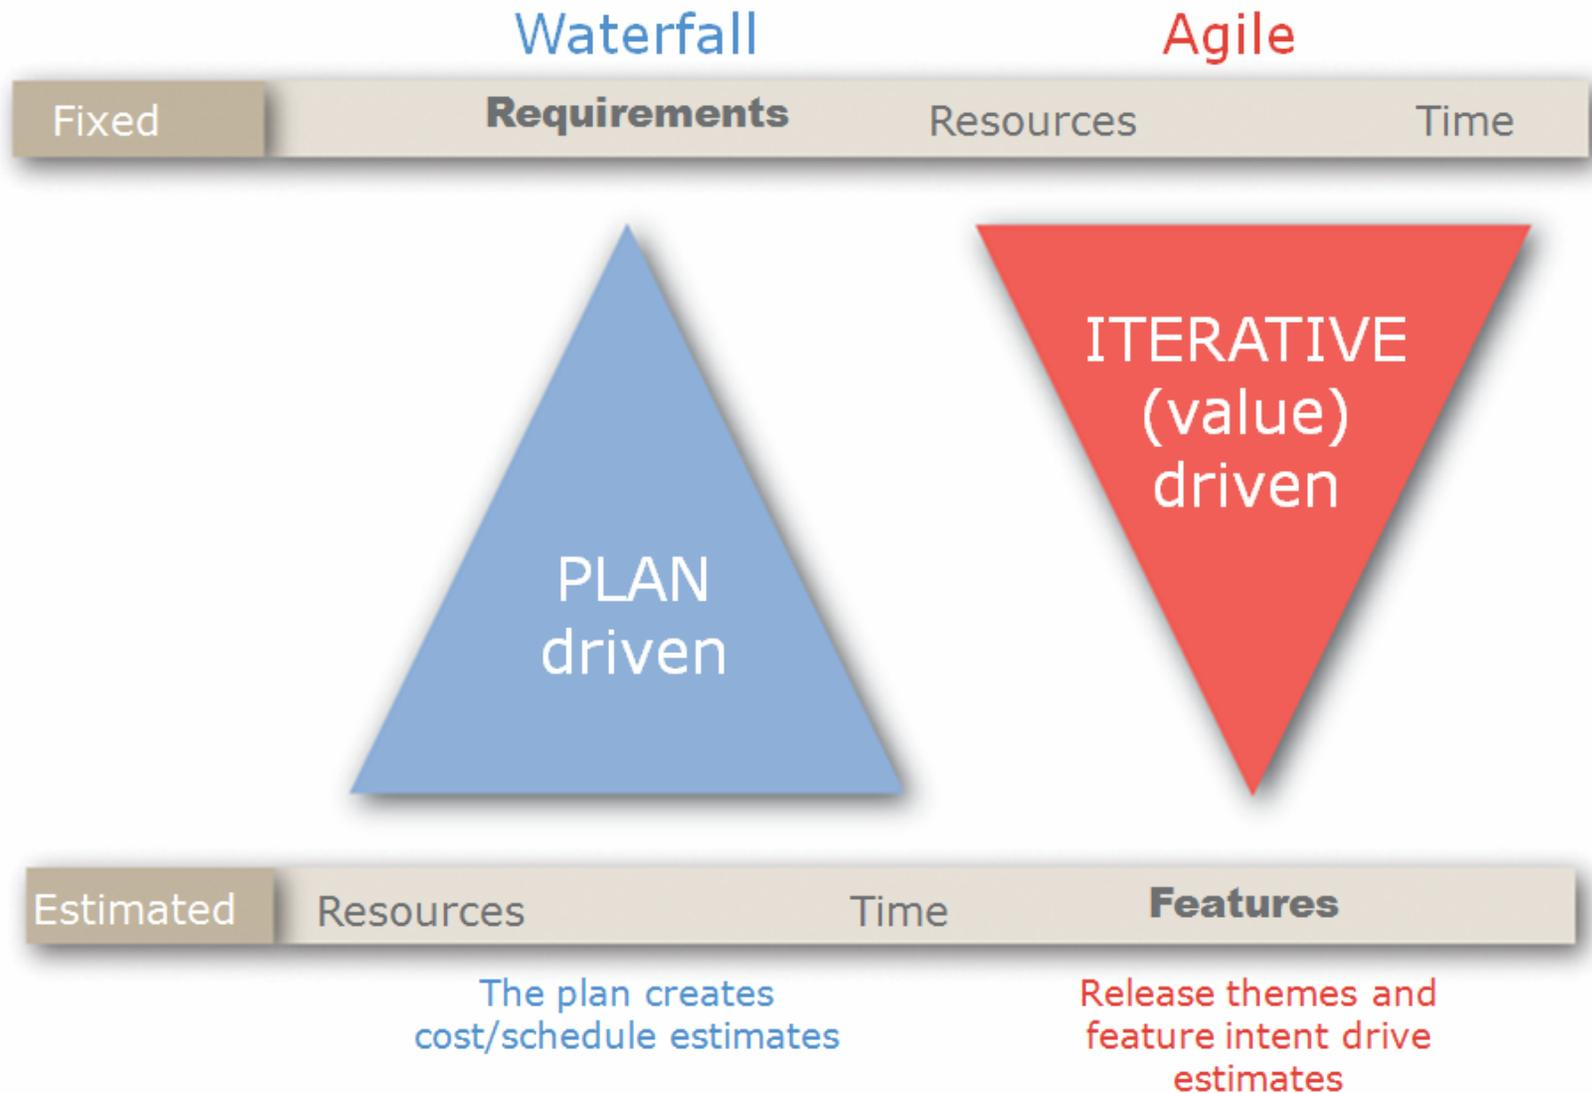 Waterfall Agile
Fixed Requirements Resources Time
ITERATIVE
(value)
driven
PLAN
driven
Estimated Resources Time Features
The plan creates
cost/schedule estimates
Release themes and
feature intent drive
estimates